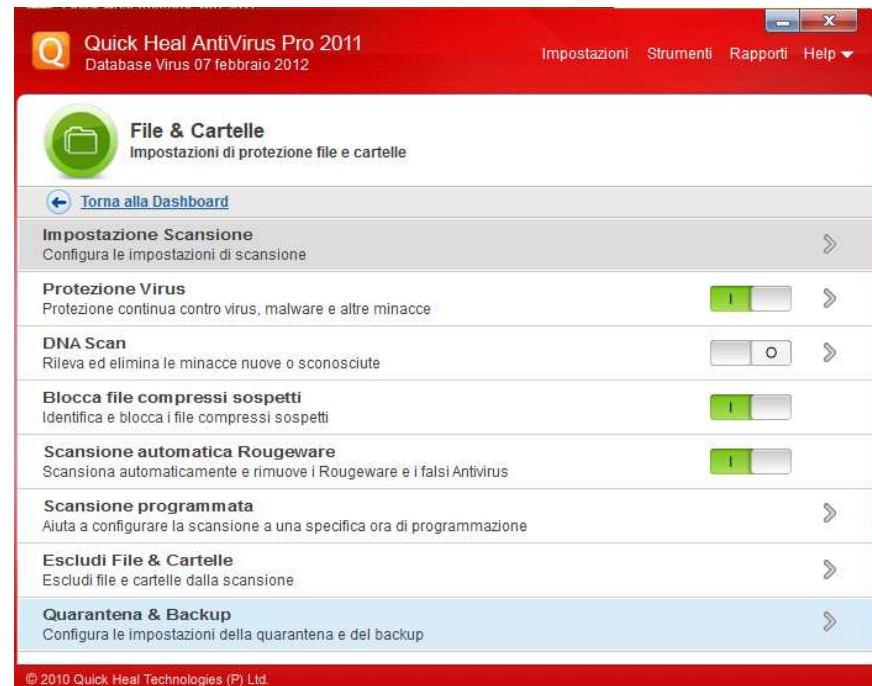 Quick Heal AntiVirus Pro 2011
Database Virus 07 febbraio 2012
Impostazioni Strumenti Rapporti Help
File & Cartelle
Impostazioni di protezione file e cartelle
Torna alla Dashboard
Impostazione Scansione
Configura le impostazioni di scansione
Protezione Virus
Protezione continua contro virus, malware e altre minacce
I
DNA Scan
Rileva ed elimina le minacce nuove o sconosciute
O
Blocca file compressi sospetti
Identifica e blocca i file compressi sospetti
I
Scansione automatica Rougeware
Scansiona automaticamente e rimuove i Rougeware e i falsi Antivirus
I
Scansione programmata
Aiuta a configurare la scansione a una specifica ora di programmazione
Escludi File & Cartelle
Escludi file e cartelle dalla scansione
Quarantena & Backup
Configura le impostazioni della quarantena e del backup
© 2010 Quick Heal Technologies (P) Ltd.